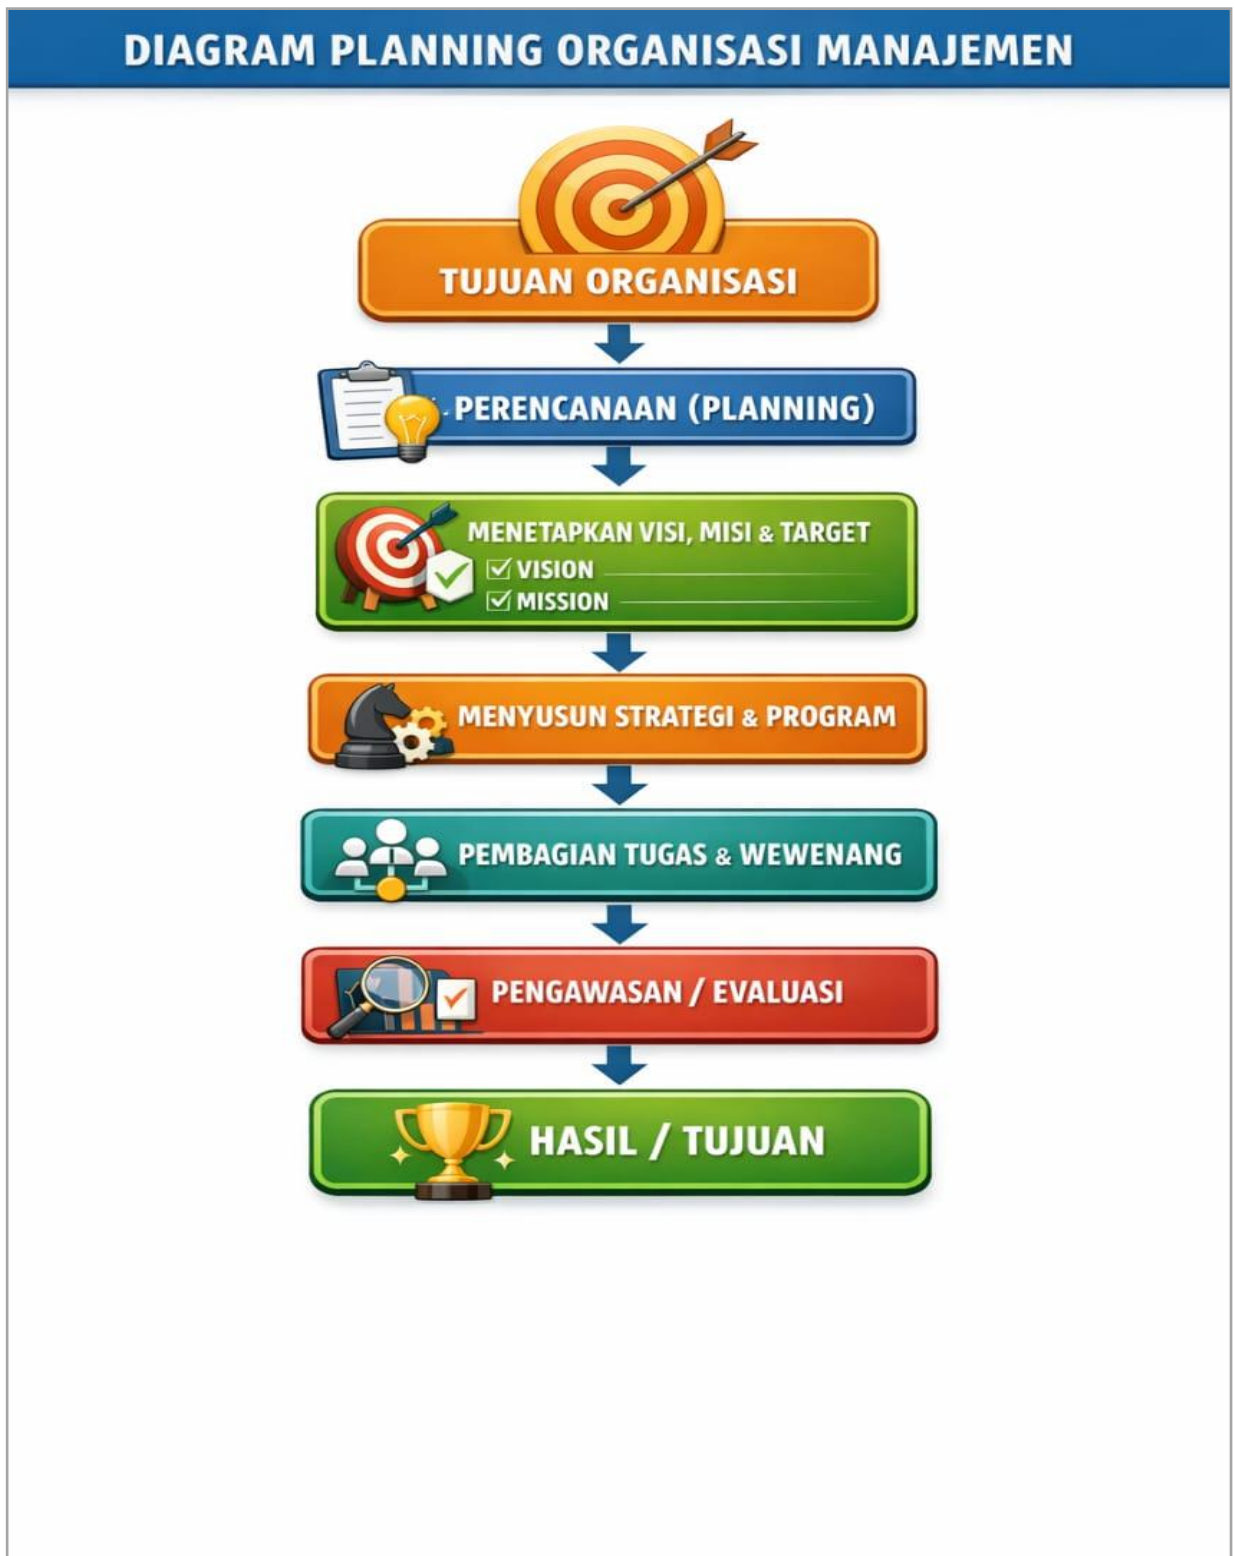 DIAGRAM PLANNING ORGANISASI MANAJEMEN
TUJUAN ORGANISASI
PERENCANAAN (PLANNING)
MENETAPKAN VISI, MISI & TARGET
VISION
MISSION
MENYUSUN STRATEGI & PROGRAM
PEMBAGIAN TUGAS & WEWENANG
PENGAWASAN / EVALUASI
HASIL / TUJUAN